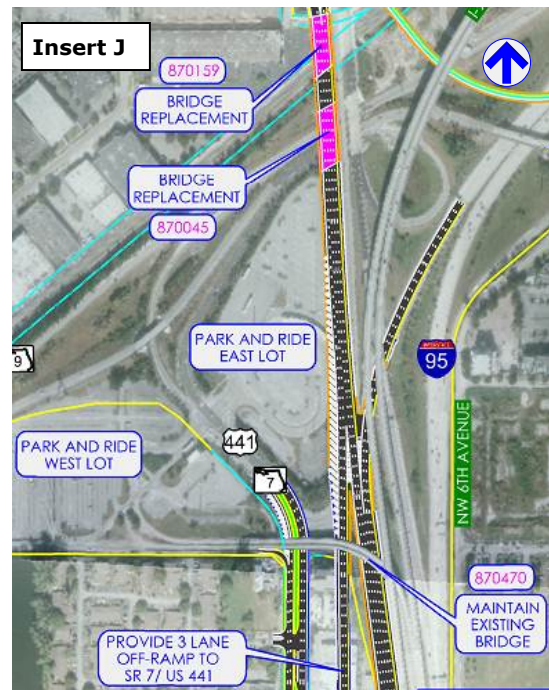 Insert J
I-
870159
BRIDGE
REPLACEMENT
BRIDGE
REPLACEMENT
870045
9
PARK AND RIDE
EAST LOT
95
PARK AND RIDE
WEST LOT
441
7
NW 6TH AVENUE
870470
MAINTAIN
EXISTING
BRIDGE
PROVIDE 3 LANE
OFF-RAMP TO
SR 7/ US 441